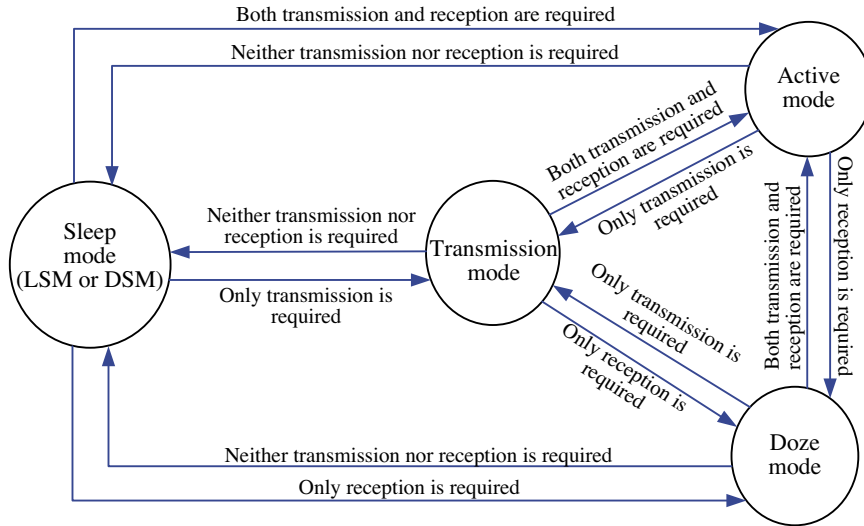 Both transmission and reception are required
Neither transmission nor reception is required
Active
mode
Both transmission and
reception are required
Only transmission is
required
Only reception is required
Both transmission and
reception are required
Sleep
mode
(LSM or DSM)
Neither transmission nor
reception is required
Transmission
mode
Only transmission is
required
Only transmission is
required
Only reception is
required
Doze
mode
Neither transmission nor reception is required
Only reception is required